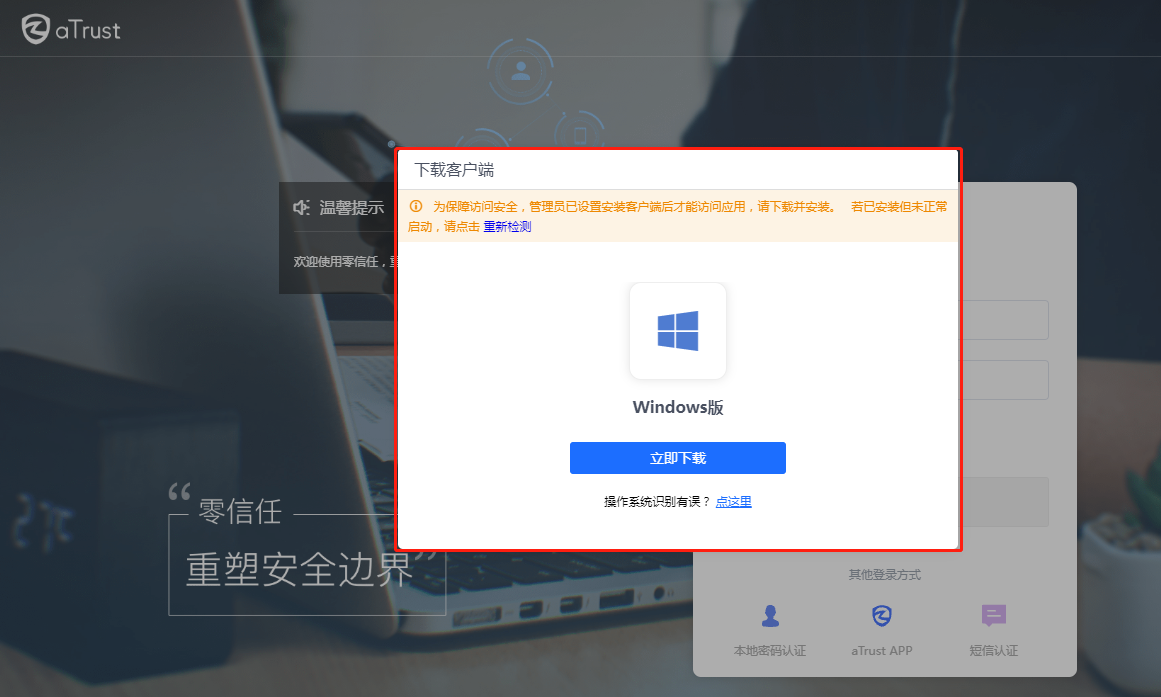 aTrust
下载客户端
为保障访问安全，管理员已设置安装客户端后才能访问应用，请下载并安装。 若已安装但未正常
启动，请点击 重新检测
温馨提示
欢迎使用零信任，重
Windows版
立即下载
操作系统识别有误？ 点这里
“ 零信任
重塑安全边界 ”
其他登录方式
本地密码认证
aTrust APP
短信认证